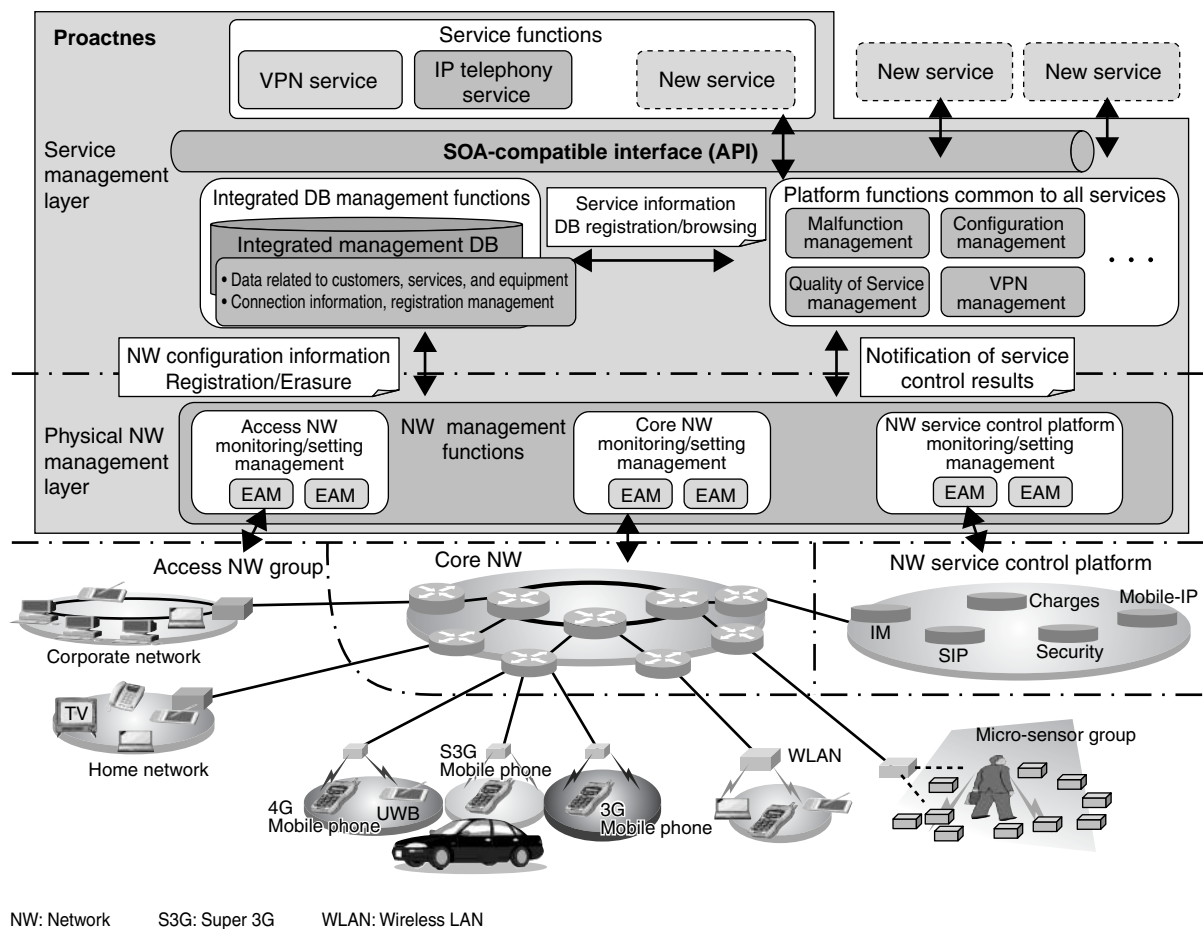 Proactnes
Service functions
VPN service
IP telephony
service
New service
New service
New service
Service
management
layer
SOA-compatible interface (API)
Integrated DB management functions
Integrated management DB
• Data related to customers, services, and equipment
• Connection information, registration management
Service information
DB registration/browsing
Platform functions common to all services
Malfunction
management
Configuration
management
Quality of Service
management
VPN
management
. . .
NW configuration information
Registration/Erasure
Notification of service
control results
Physical NW
management
layer
Access NW
monitoring/setting
management
EAM
EAM
NW management
functions
Core NW
monitoring/setting
management
EAM
EAM
NW service control platform
monitoring/setting
management
EAM
EAM
Access NW group
Core NW
NW service control platform
Corporate network
IM
Charges
Mobile-IP
SIP
Security
TV
Home network
4G
Mobile phone
UWB
S3G
Mobile phone
3G
Mobile phone
WLAN
Micro-sensor group
NW: Network
S3G: Super 3G
WLAN: Wireless LAN